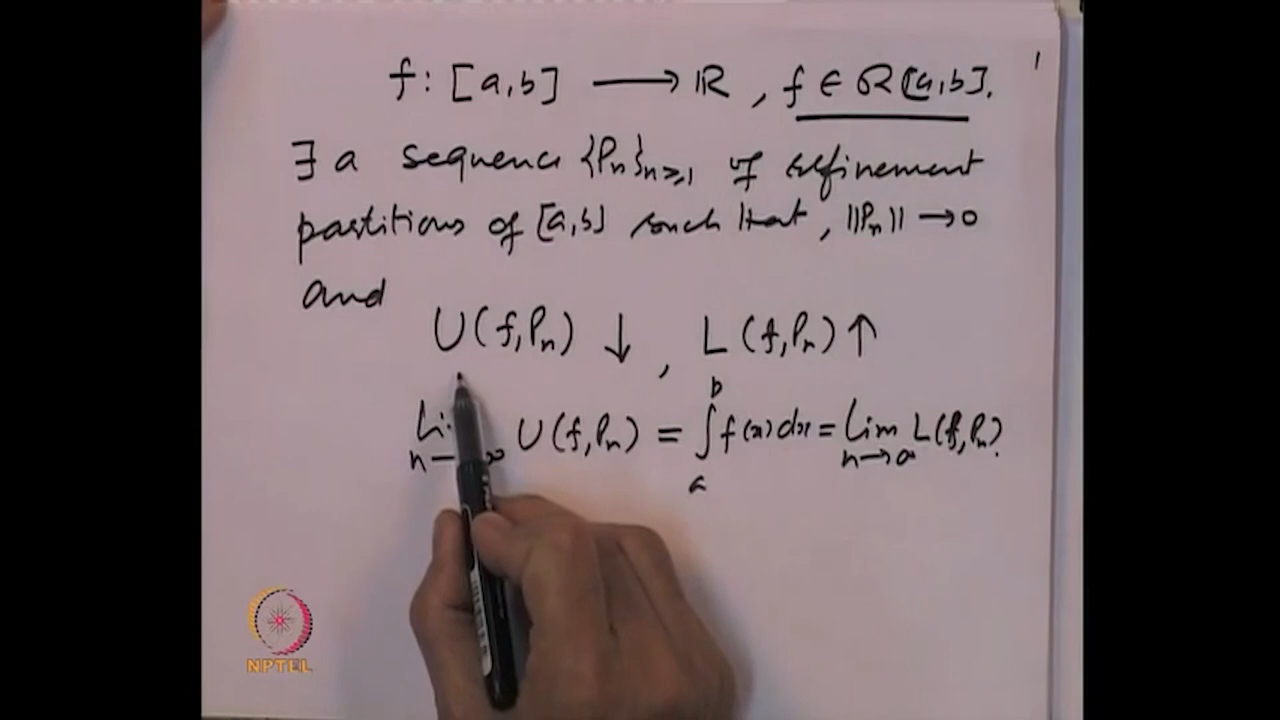 1
f : [a,b] ⟶ ℝ , f ∈ R[a,b].
∃ a sequence {Pₙ}ₙ≥₁ of refinement
partitions of [a,b] such that , ||Pₙ|| → 0
and
U(f,Pₙ) ↓ , L(f,Pₙ) ↑
n→∞ U(f,Pₙ) = ∫ₐᵇ f(x) dx = lim n→∞ L(f,Pₙ).
NPTEL